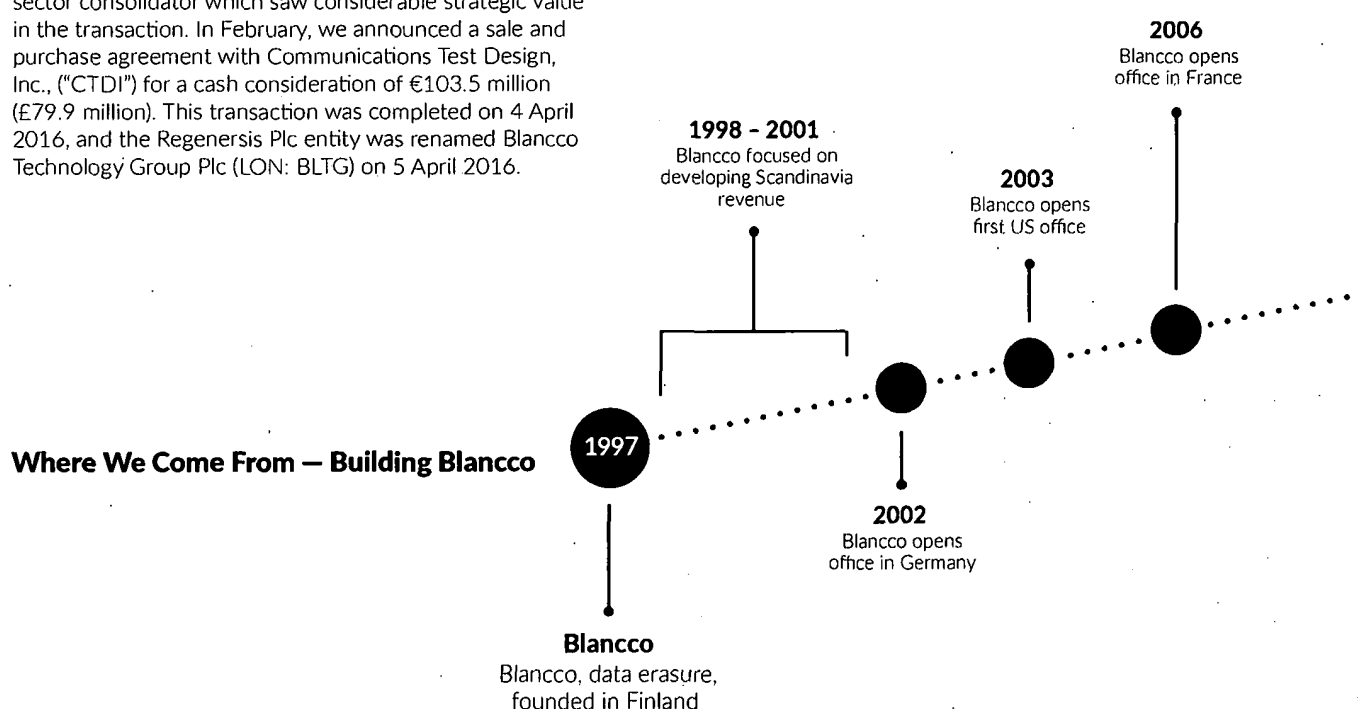 sector consolidator which saw considerable strategic value
in the transaction. In February, we announced a sale and
purchase agreement with Communications Test Design,
Inc., (“CTDI”) for a cash consideration of €103.5 million
(£79.9 million). This transaction was completed on 4 April
2016, and the Regenersis Plc entity was renamed Blancco
Technology Group Plc (LON: BLTG) on 5 April 2016.
2006
Blancco opens
office in France
1998 – 2001
Blancco focused on
developing Scandinavia
revenue
2003
Blancco opens
first US office
Where We Come From — Building Blancco
1997
2002
Blancco opens
office in Germany
Blancco
Blancco, data erasure,
founded in Finland